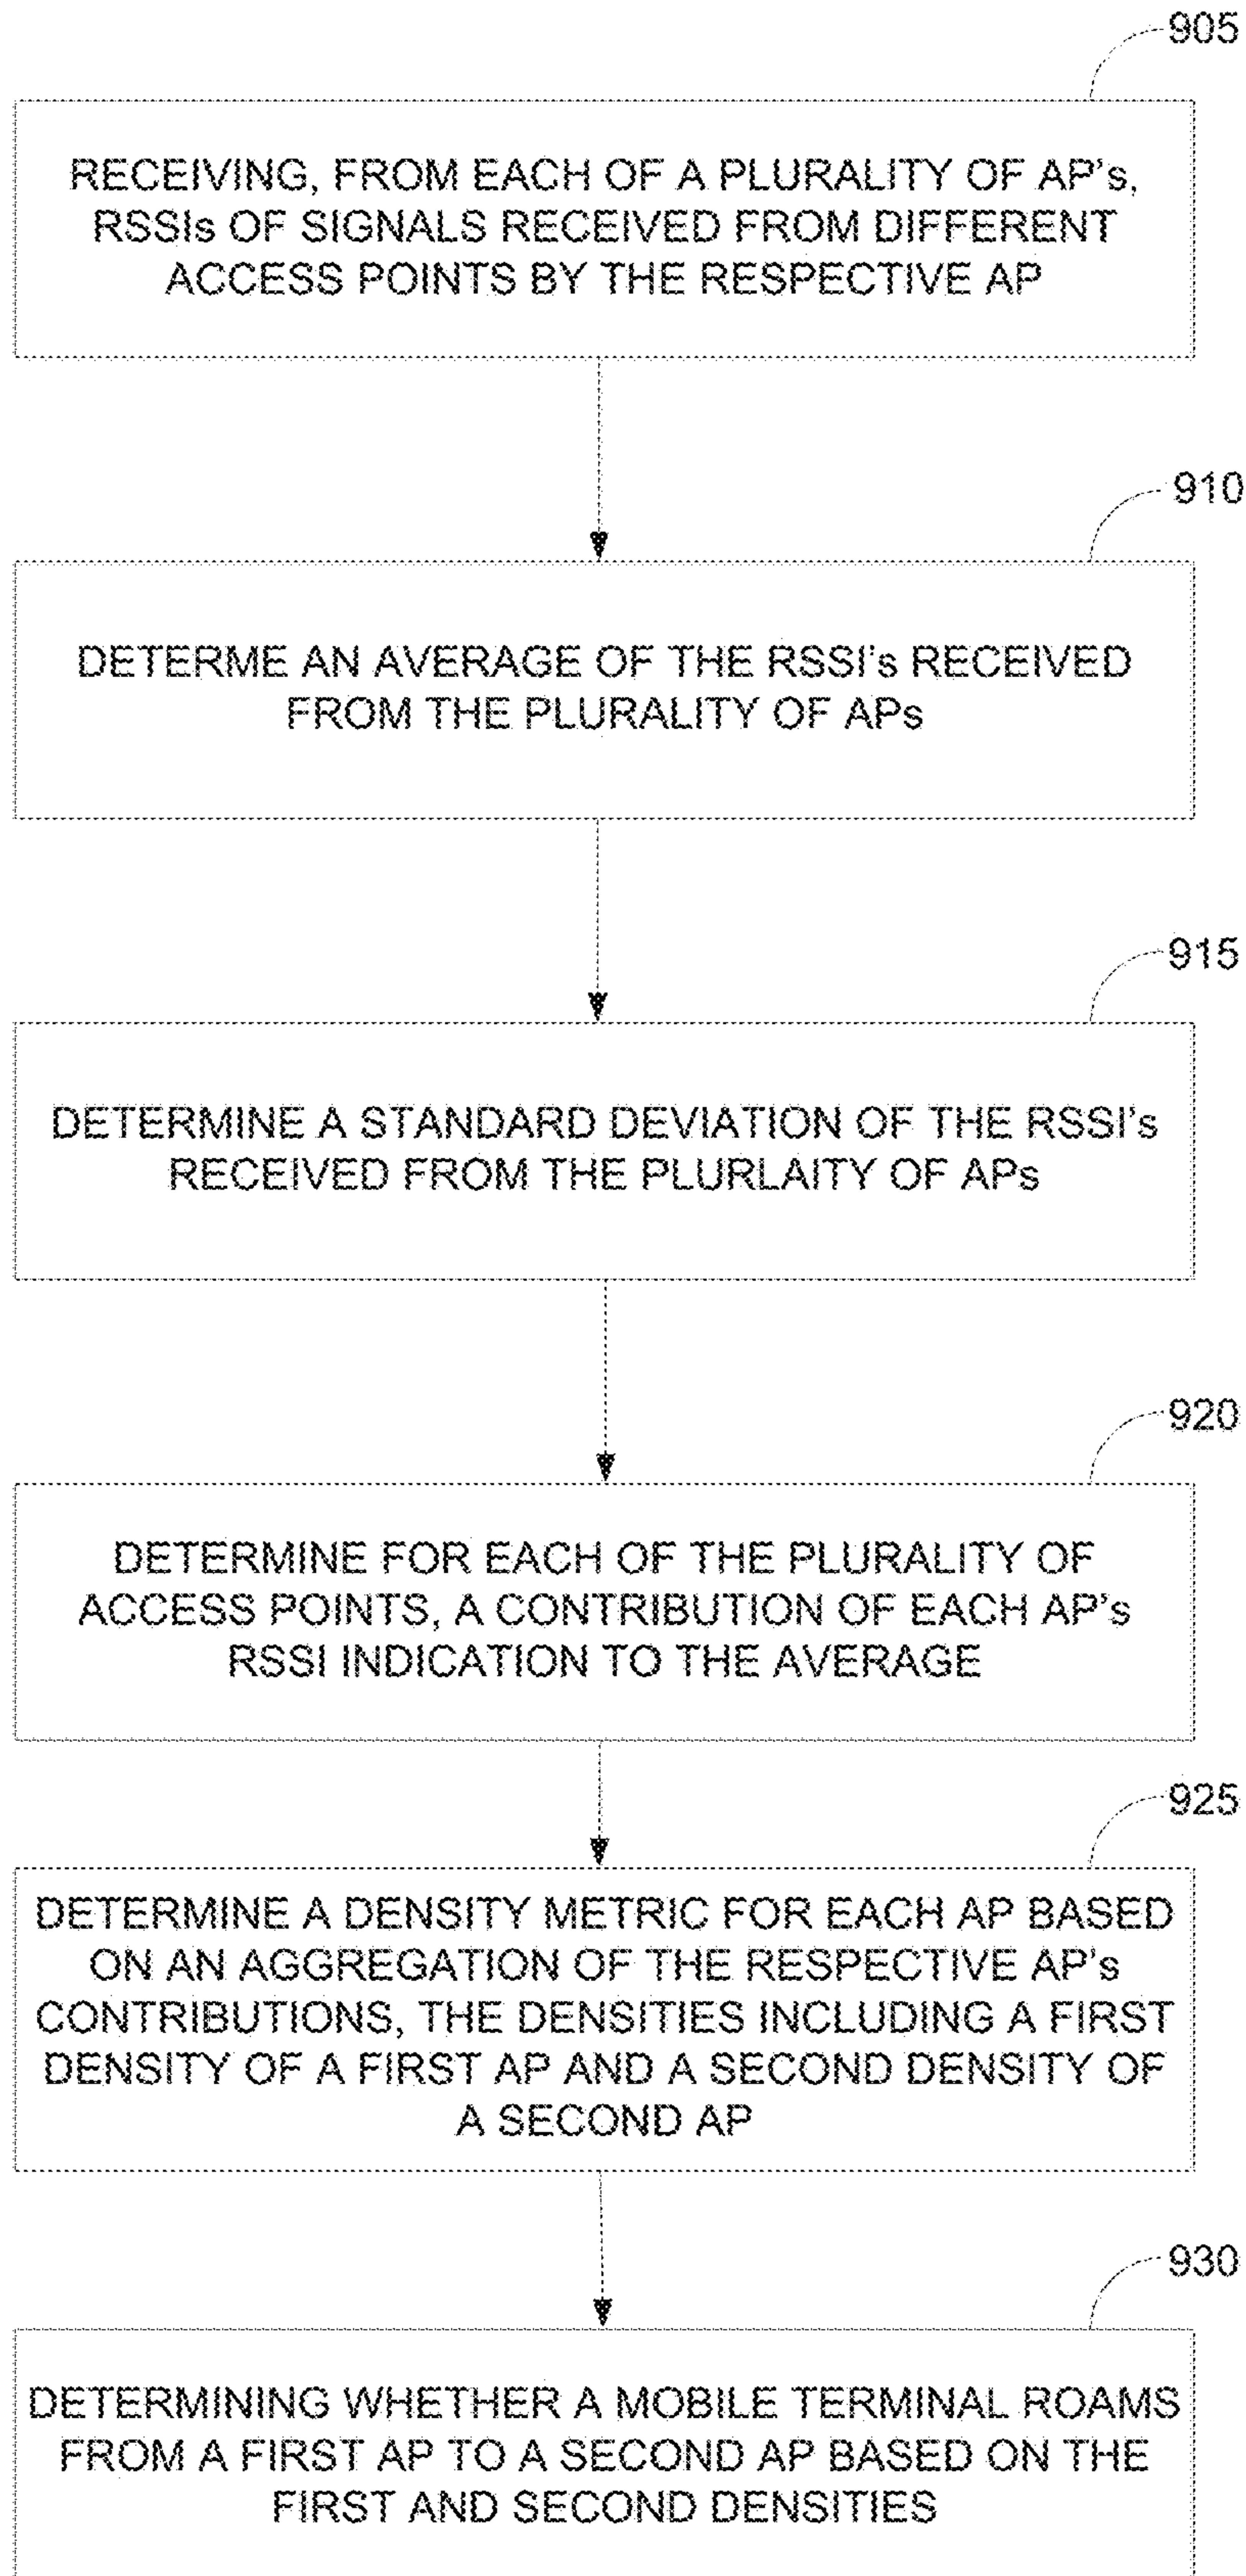 905
RECEIVING, FROM EACH OF A PLURALITY OF AP's,
RSSIs OF SIGNALS RECEIVED FROM DIFFERENT
ACCESS POINTS BY THE RESPECTIVE AP
910
DETERME AN AVERAGE OF THE RSSI's RECEIVED
FROM THE PLURALITY OF APs
915
DETERMINE A STANDARD DEVIATION OF THE RSSI's
RECEIVED FROM THE PLURLAITY OF APs
920
DETERMINE FOR EACH OF THE PLURALITY OF
ACCESS POINTS, A CONTRIBUTION OF EACH AP's
RSSI INDICATION TO THE AVERAGE
925
DETERMINE A DENSITY METRIC FOR EACH AP BASED
ON AN AGGREGATION OF THE RESPECTIVE AP's
CONTRIBUTIONS, THE DENSITIES INCLUDING A FIRST
DENSITY OF A FIRST AP AND A SECOND DENSITY OF
A SECOND AP
930
DETERMINING WHETHER A MOBILE TERMINAL ROAMS
FROM A FIRST AP TO A SECOND AP BASED ON THE
FIRST AND SECOND DENSITIES